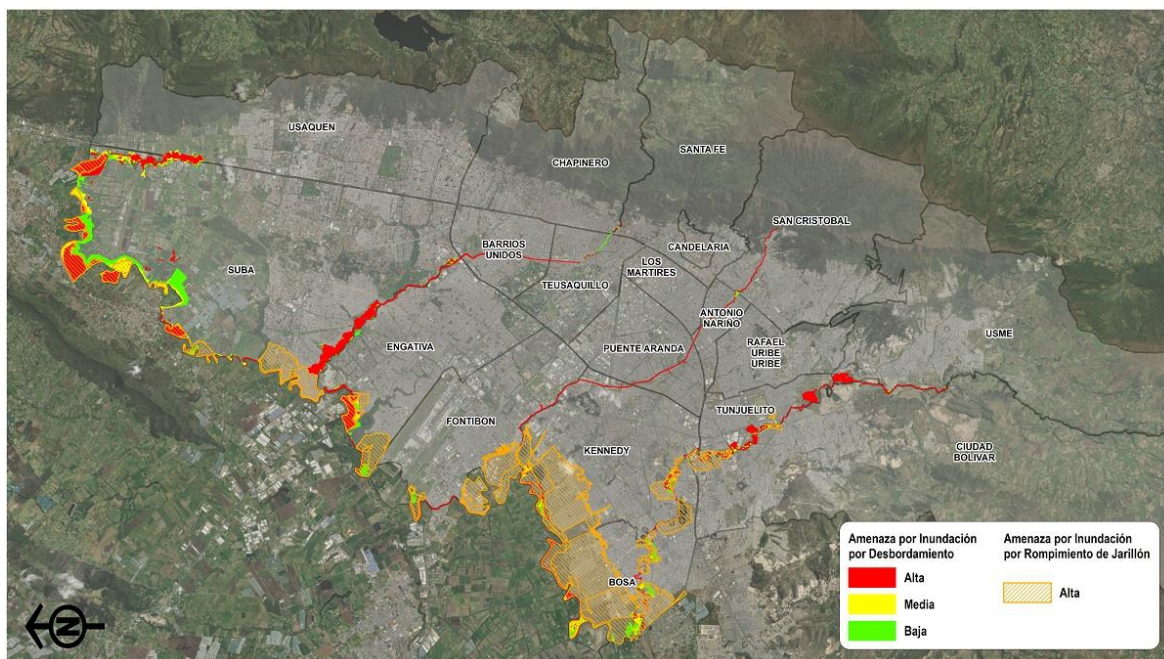 USAQUEN
SANTA FE
CHAPINERO
SAN CRISTOBAL
CANDELARIA
BARRIOS
UNIDOS
LOS
MARTIRES
SUBA
TEUSAQUILLO
ANTONIO
NARIÑO
USME
ENGATIVA
PUENTE ARANDA
RAFAEL
URIBE
URIBE
TUNJUELITO
FONTIBON
KENNEDY
CIUDAD
BOLIVAR
BOSA
Amenaza por Inundación
por Desbordamiento
Alta
Media
Baja
Amenaza por Inundación
por Rompimiento de Jarillón
Alta
N